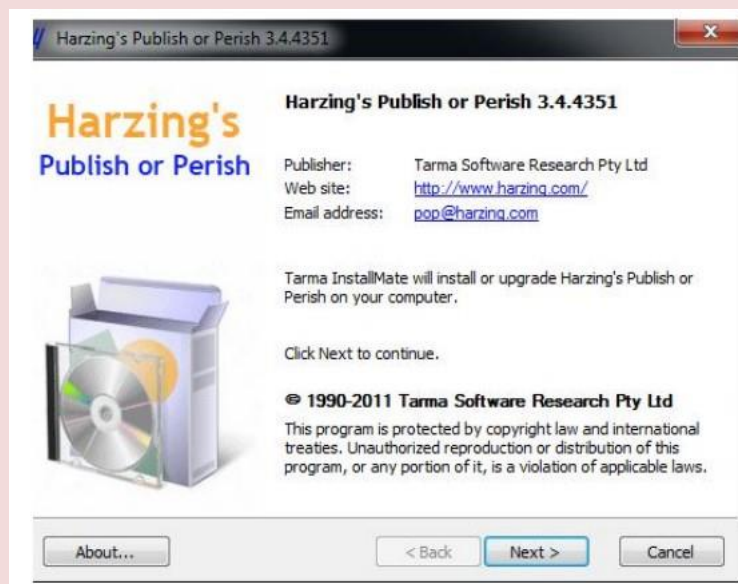 Harzing's Publish or Perish 3.4.4351
Harzing's
Publish or Perish
Harzing's Publish or Perish 3.4.4351
Publisher: Tarma Software Research Pty Ltd
Web site: http://www.harzing.com/
Email address: pop@harzing.com
Tarma InstallMate will install or upgrade Harzing's Publish or
Perish on your computer.
Click Next to continue.
© 1990-2011 Tarma Software Research Pty Ltd
This program is protected by copyright law and international
treaties. Unauthorized reproduction or distribution of this
program, or any portion of it, is a violation of applicable laws.
About... < Back Next > Cancel